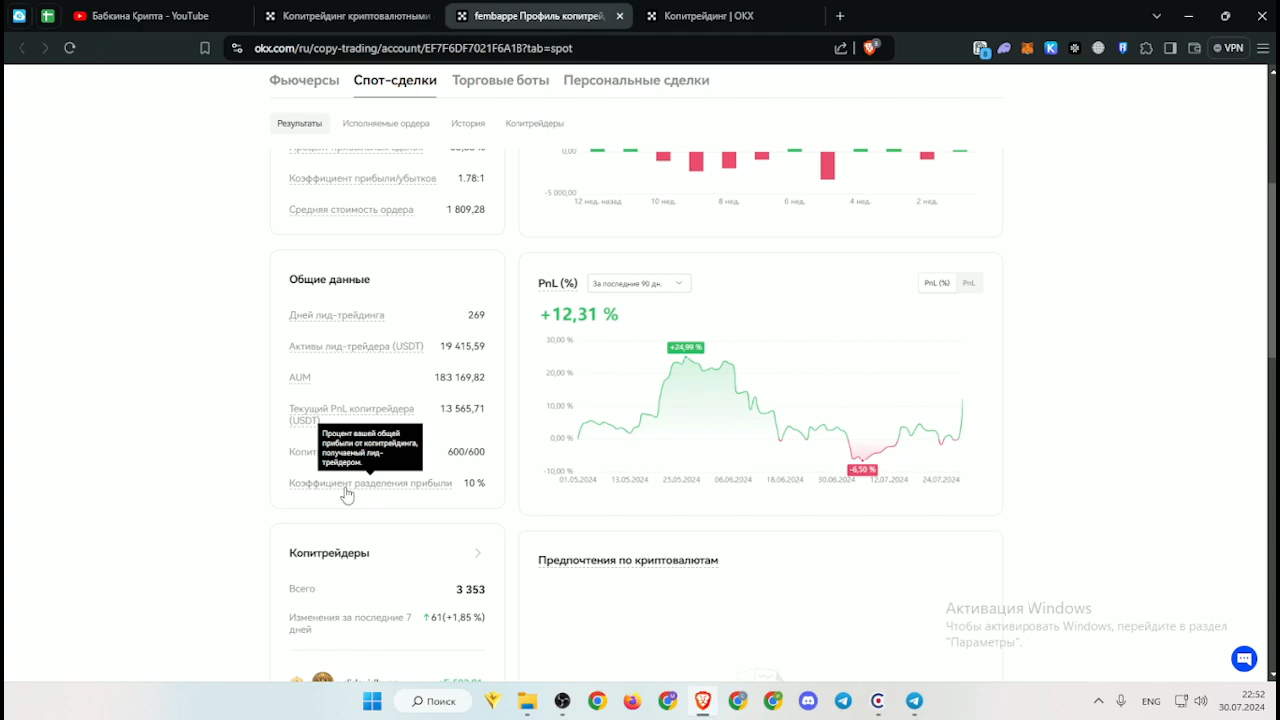 Бабкина Крипта - YouTube
Копитрейдинг криптовалютными
fembappe Профиль копитрей
Копитрейдинг | OKX
okx.com/ru/copy-trading/account/EF7F6DF7021F6A1B?tab=spot
VPN
Фьючерсы Спот-сделки Торговые боты Персональные сделки
Результаты Исполняемые ордера История Копитрейдеры
Коэффициент прибыли/убытков 1.78:1
Средняя стоимость ордера 1 809,28
0,00
-5 000,00
12 нед. назад 10 нед. 8 нед. 6 нед. 4 нед. 2 нед.
Общие данные
Дней лид-трейдинга 269
Активы лид-трейдера (USDT) 19 415,59
AUM 183 169,82
Текущий PnL копитрейдера (USDT) 13 565,71
Процент вашей общей
прибыли от копитрейдинга,
получаемый лид-
трейдером.
Копит 600/600
Коэффициент разделения прибыли 10 %
PnL (%) За последние 90 дн. PnL (%) PnL
+12,31 %
30,00 %
20,00 %
10,00 %
0,00 %
-10,00 %
+24,99 %
-6,50 %
01.05.2024 13.05.2024 25.05.2024 06.06.2024 18.06.2024 30.06.2024 12.07.2024 24.07.2024
Копитрейдеры
Всего 3 353
Изменения за последние 7 61(+1,85 %)
дней
Предпочтения по криптовалютам
Активация Windows
Чтобы активировать Windows, перейдите в раздел
"Параметры".
Поиск
ENG
22:52
30.07.2024